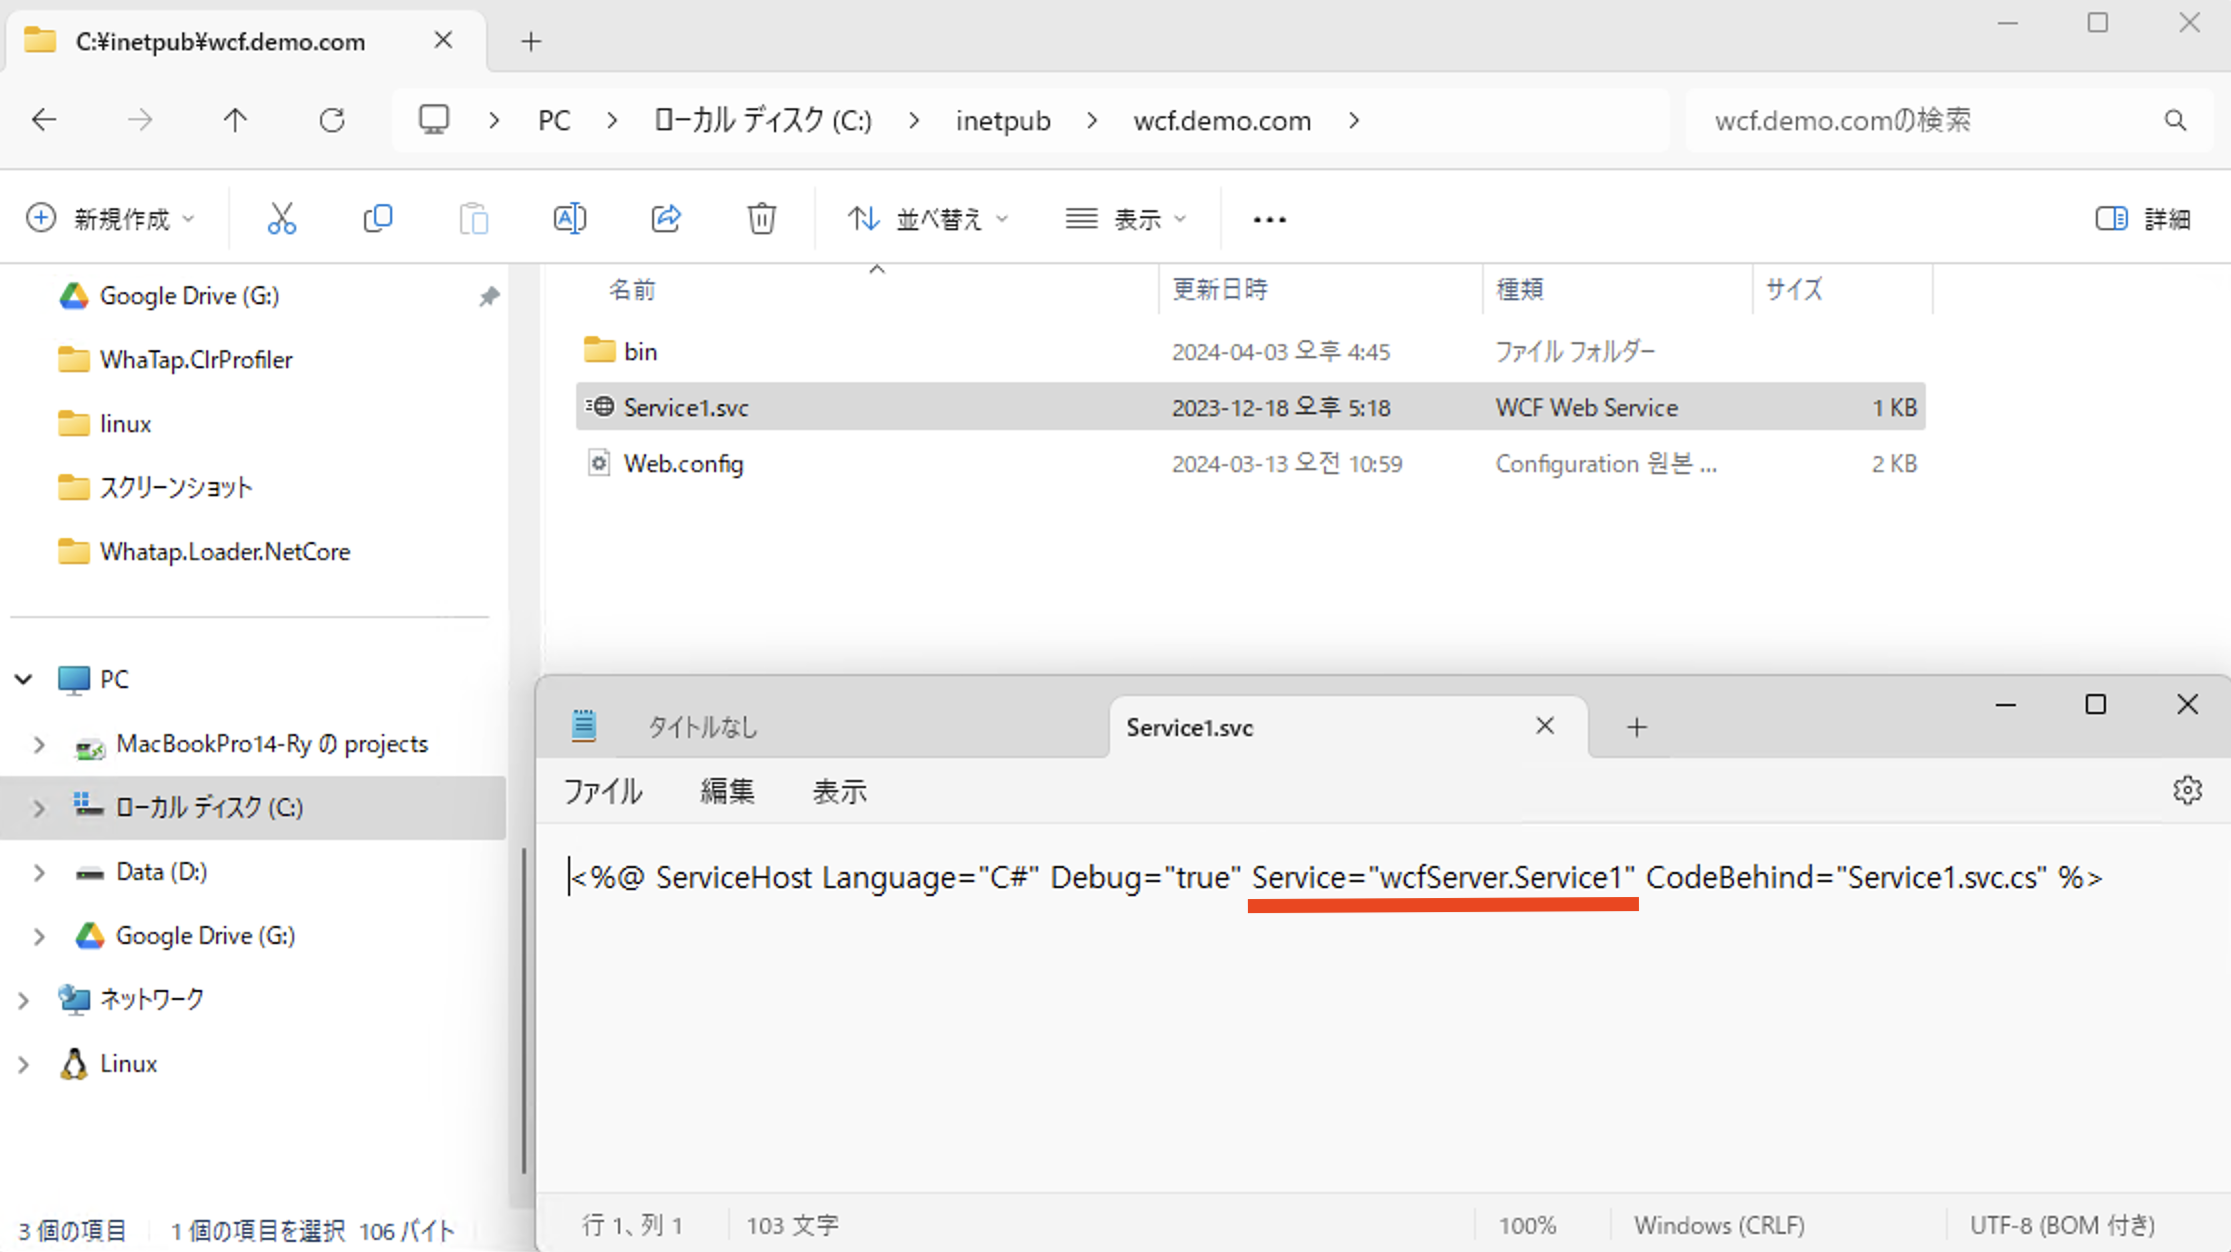 C:¥inetpub¥wcf.demo.com
PC
ローカル ディスク (C:)
inetpub
wcf.demo.com
wcf.demo.comの検索
新規作成
並べ替え
表示
詳細
Google Drive (G:)
WhaTap.ClrProfiler
linux
スクリーンショット
Whatap.Loader.NetCore
PC
MacBookPro14-Ry の projects
ローカル ディスク (C:)
Data (D:)
Google Drive (G:)
ネットワーク
Linux
名前 更新日時 種類 サイズ
bin 2024-04-03 오후 4:45 ファイル フォルダー
Service1.svc 2023-12-18 오후 5:18 WCF Web Service 1 KB
Web.config 2024-03-13 오전 10:59 Configuration 원본 ... 2 KB
タイトルなし
Service1.svc
ファイル 編集 表示
<%@ ServiceHost Language="C#" Debug="true" Service="wcfServer.Service1" CodeBehind="Service1.svc.cs" %>
行 1、列 1 103 文字 100% Windows (CRLF) UTF-8 (BOM 付き)
3 個の項目 1 個の項目を選択 106 バイト